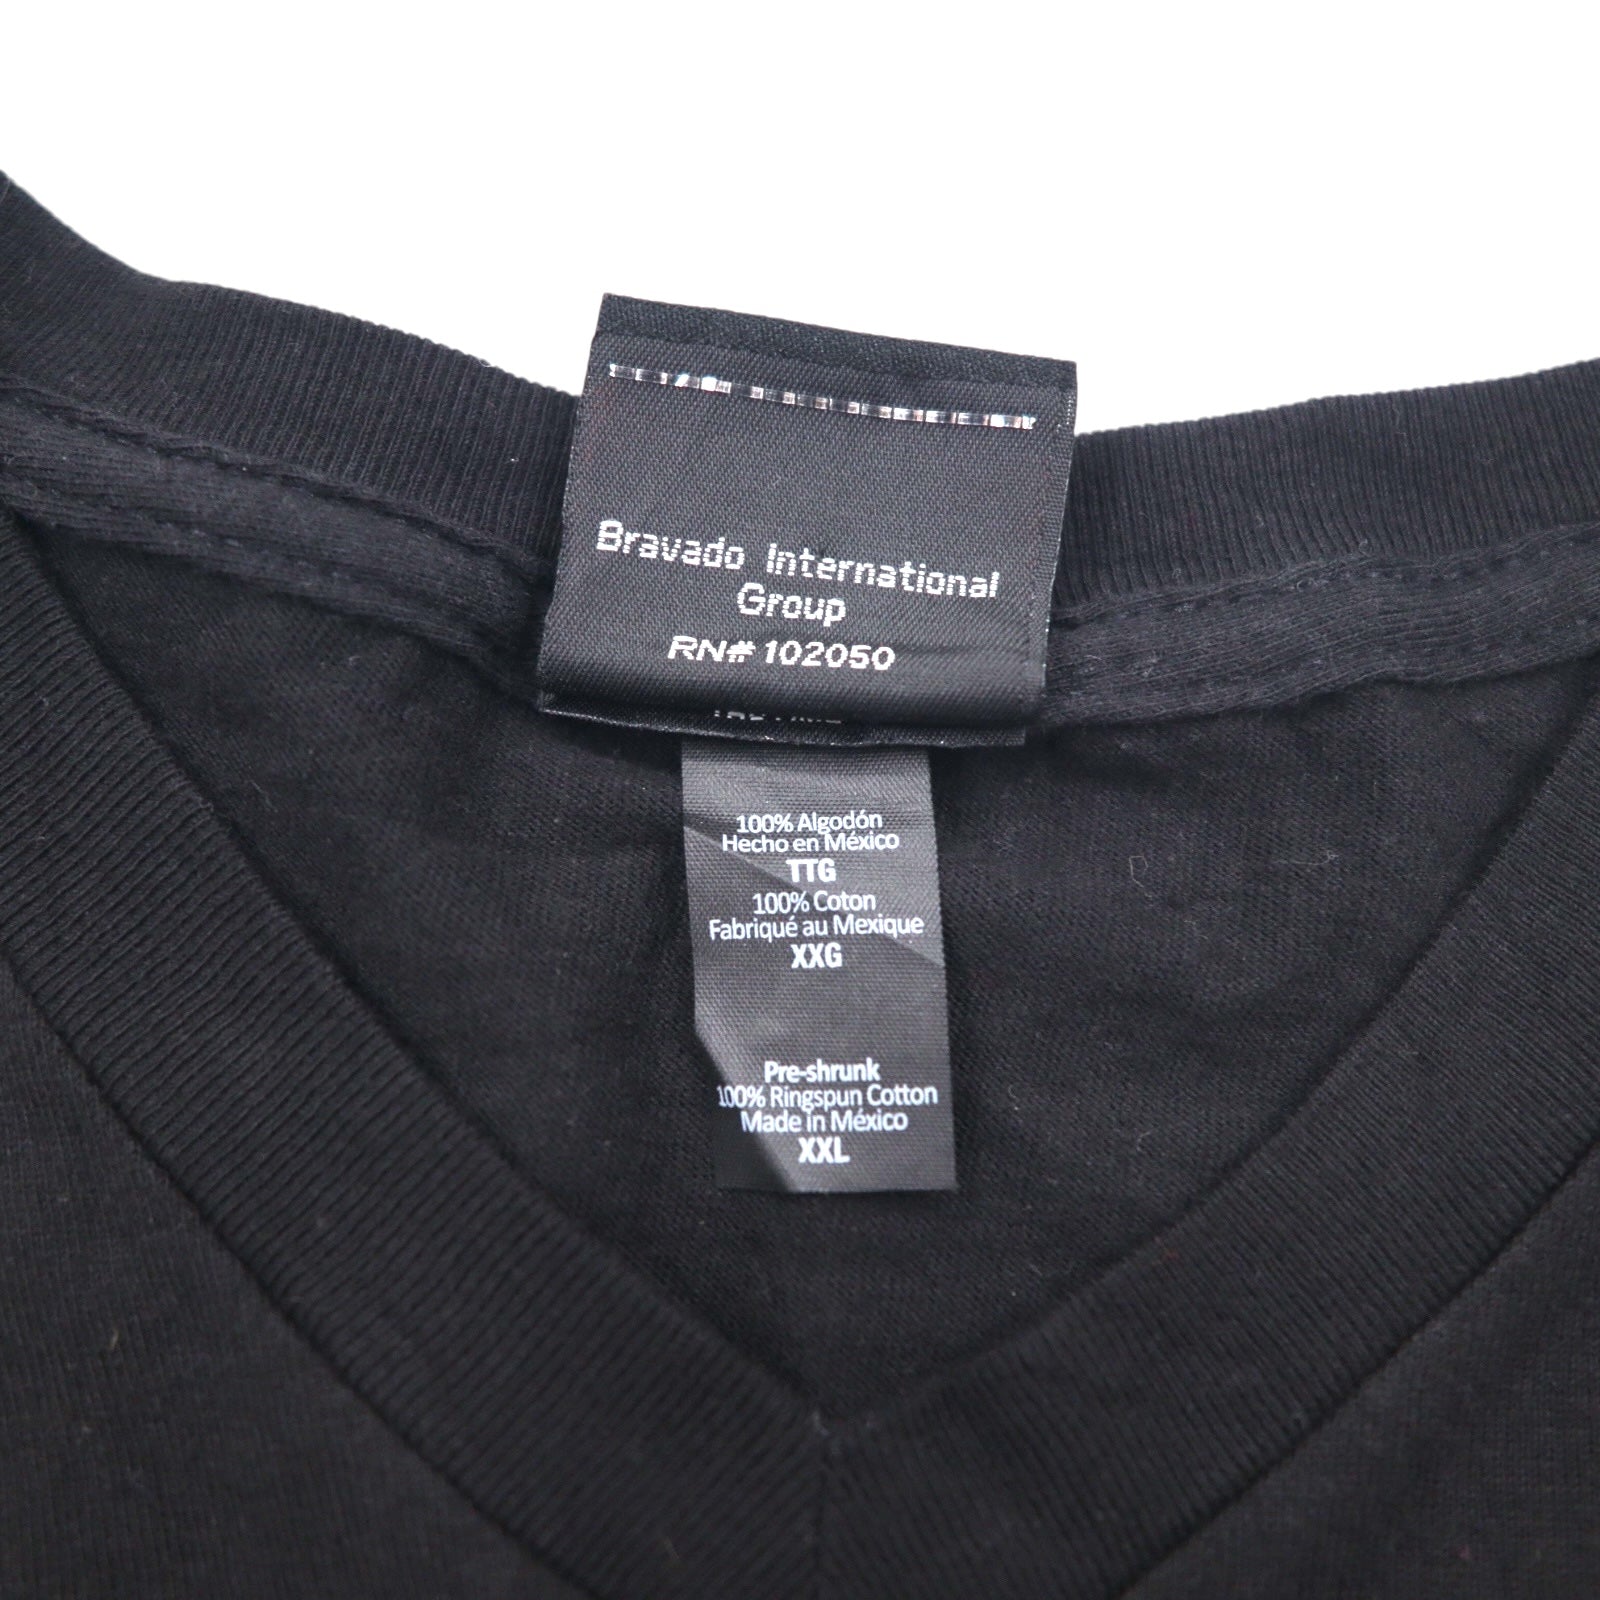 Bravado International
Group
RN# 102050
100% Algodón
Hecho en México
TTG
100% Coton
Fabriqué au Mexique
XXG
Pre-shrunk
100% Ringspun Cotton
Made in México
XXL